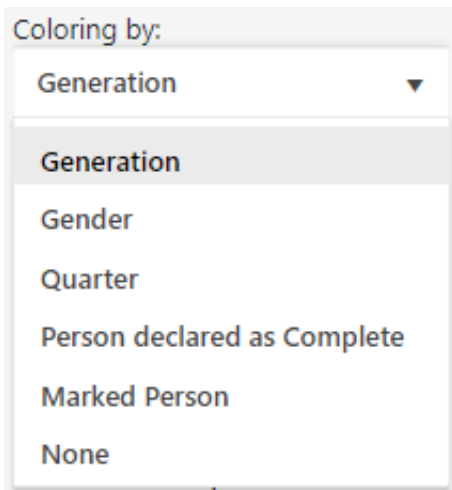 Coloring by:
Generation
Generation
Gender
Quarter
Person declared as Complete
Marked Person
None